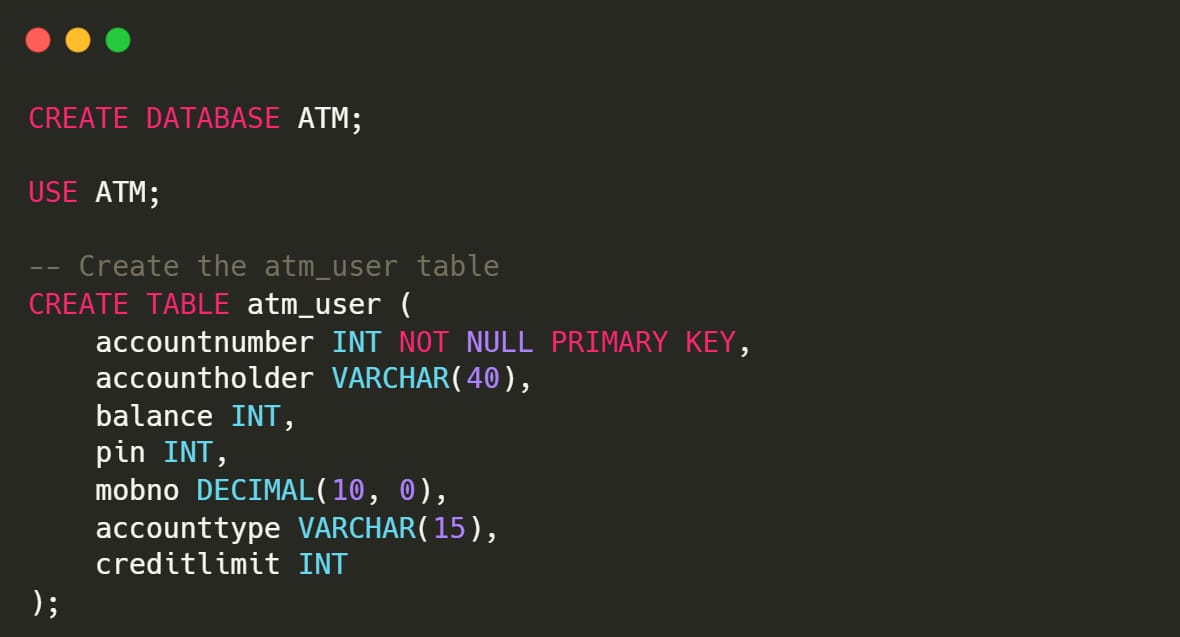 CREATE DATABASE ATM;
USE ATM;
-- Create the atm_user table
CREATE TABLE atm_user (
    accountnumber INT NOT NULL PRIMARY KEY,
    accountholder VARCHAR(40),
    balance INT,
    pin INT,
    mobno DECIMAL(10, 0),
    accounttype VARCHAR(15),
    creditlimit INT
);